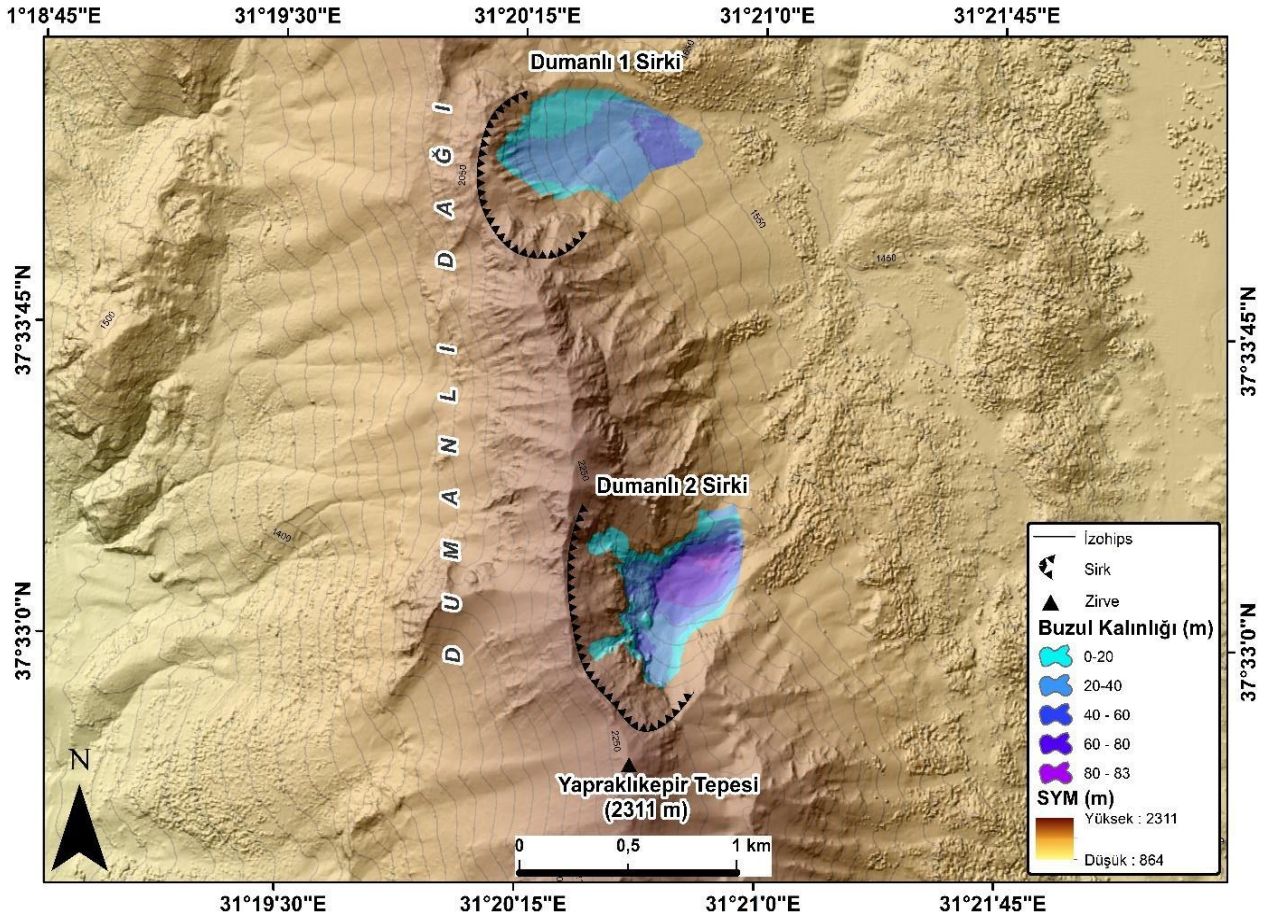 1°18'45"E 31°19'30"E 31°20'15"E 31°21'0"E 31°21'45"E
Dumanlı 1 Sirki
1650
2050
1550
1450
1500
37°33'45"N
37°33'45"N
DUMANLI DAĞI
2250
Dumanlı 2 Sirki
1400
37°33'0"N
37°33'0"N
2250
Yapraklıkepir Tepesi
(2311 m)
N
0 0,5 1 km
İzohips
Sirk
Zirve
Buzul Kalınlığı (m)
0-20
20-40
40 - 60
60 - 80
80 - 83
SYM (m)
Yüksek : 2311
Düşük : 864
31°19'30"E 31°20'15"E 31°21'0"E 31°21'45"E